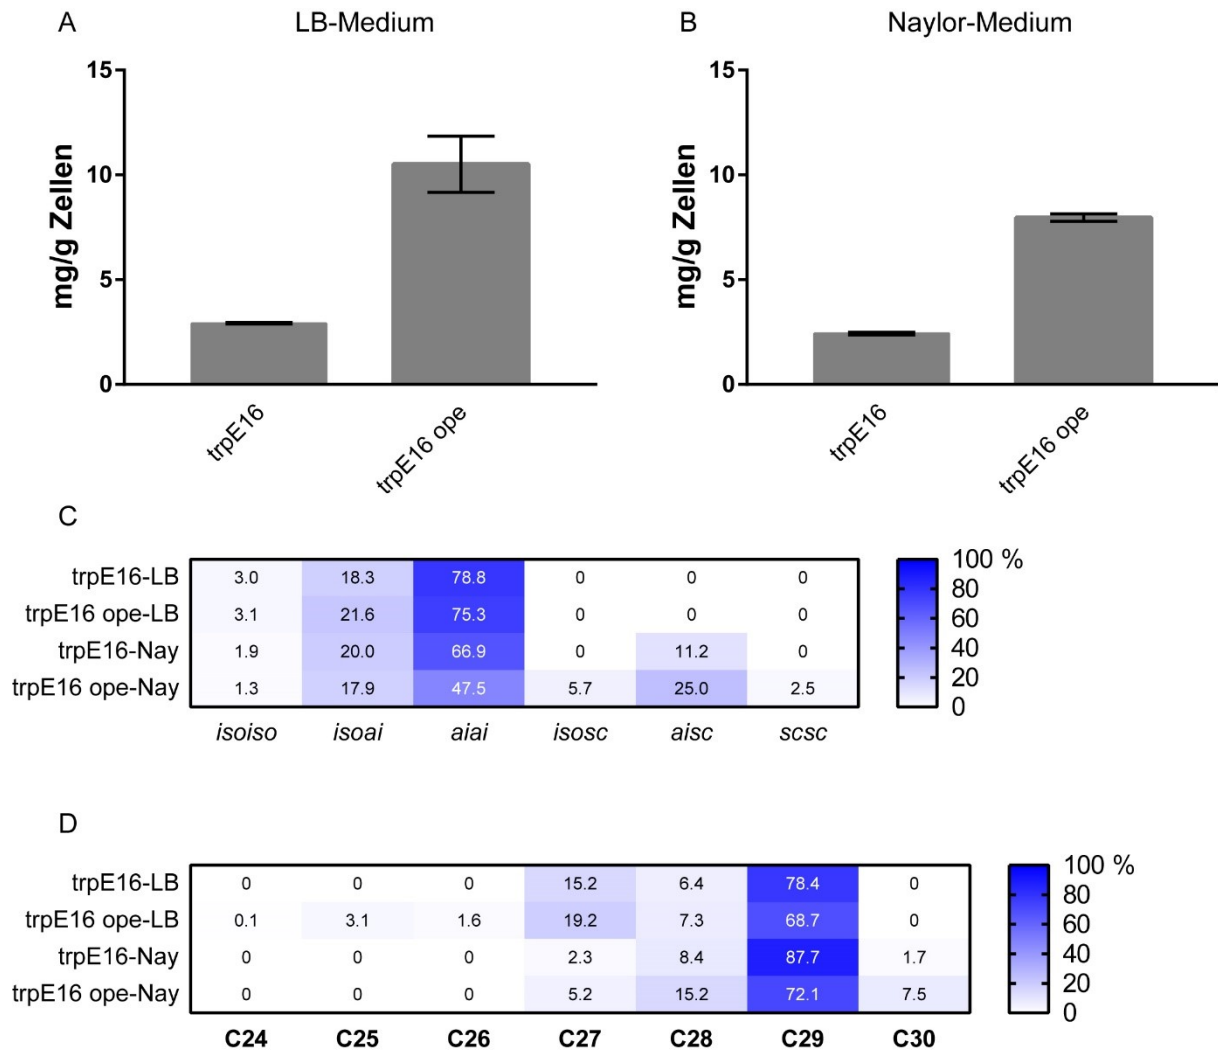 A LB-Medium
B Naylor-Medium
mg/g Zellen
15
10
5
0
trpE16
trpE16 ope
mg/g Zellen
15
10
5
0
trpE16
trpE16 ope
C
trpE16-LB 3.0 18.3 78.8 0 0 0
trpE16 ope-LB 3.1 21.6 75.3 0 0 0
trpE16-Nay 1.9 20.0 66.9 0 11.2 0
trpE16 ope-Nay 1.3 17.9 47.5 5.7 25.0 2.5
isoiso isoai aiai isosc aisc scsc
100 %
80
60
40
20
0
D
trpE16-LB 0 0 0 15.2 6.4 78.4 0
trpE16 ope-LB 0.1 3.1 1.6 19.2 7.3 68.7 0
trpE16-Nay 0 0 0 2.3 8.4 87.7 1.7
trpE16 ope-Nay 0 0 0 5.2 15.2 72.1 7.5
C24 C25 C26 C27 C28 C29 C30
100 %
80
60
40
20
0